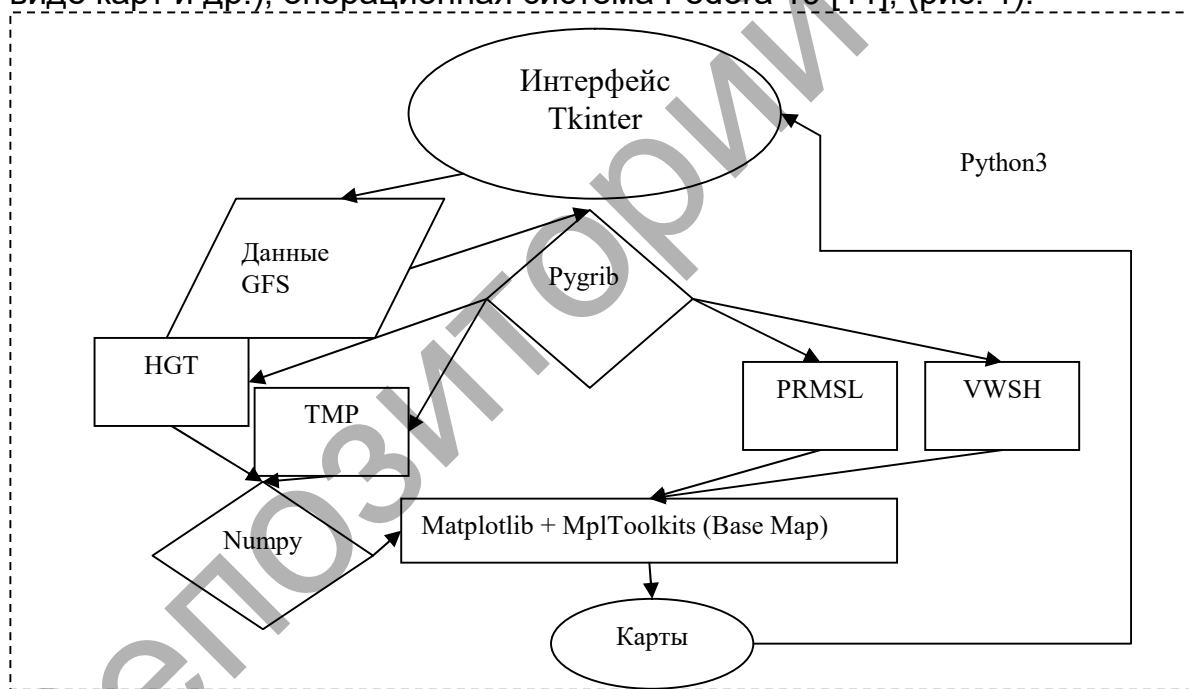 Интерфейс
Tkinter
Python3
Данные
GFS
Pygrib
HGT
PRMSL
VWSH
TMP
Numpy
Matplotlib + MplToolkits (Base Map)
Карты